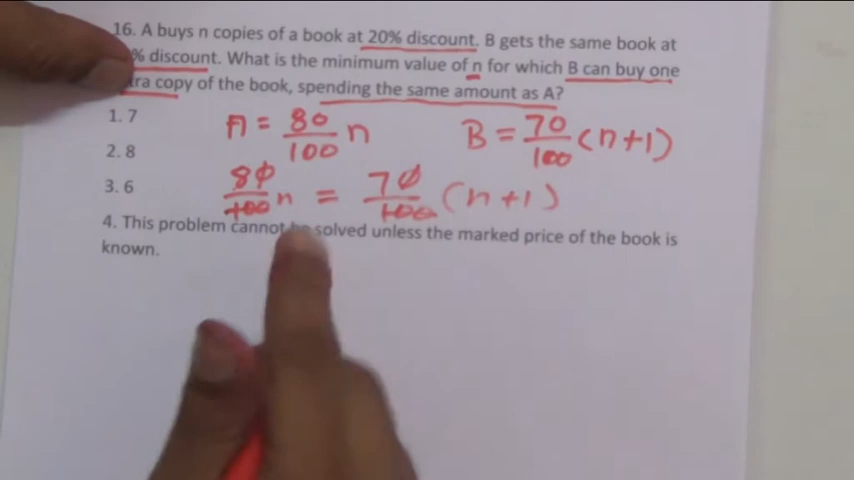 16. A buys n copies of a book at 20% discount. B gets the same book at
% discount. What is the minimum value of n for which B can buy one
tra copy of the book, spending the same amount as A?
1. 7
A = 80/100 n
B = 70/100 (n+1)
2. 8
3. 6
80/100 n = 70/100 (n+1)
4. This problem cannot be solved unless the marked price of the book is
known.